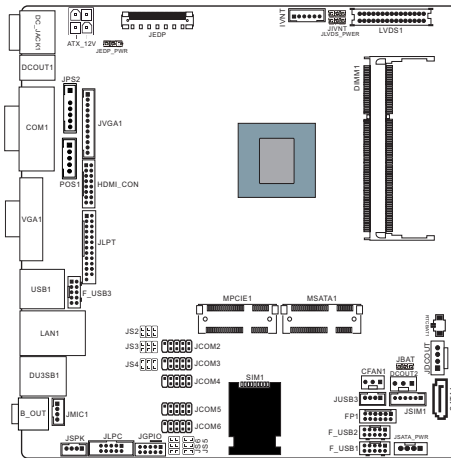 DC_JACK1
ATX_12V
JEDP
JEDP_PWR
IVNT
JIVNT
JLVDS_PWER
LVDS1
DCOUT1
JPS2
DIMM1
COM1
JVGA1
POS1
HDMI_CON
VGA1
JLPT
USB1
F_USB3
MPCIE1
MSATA1
LAN1
JS2
JS3
JCOM2
JS4
JCOM3
JBAT
JDCOUT
DU3SB1
JCOM4
SIM1
CFAN1
DCOUT2
JUSB3
JSIM1
B_OUT
JMIC1
JCOM5
FP1
JCOM6
F_USB2
JSPK
JLPC
JGPIO
JS6
JS5
F_USB1
JSATA_PWR